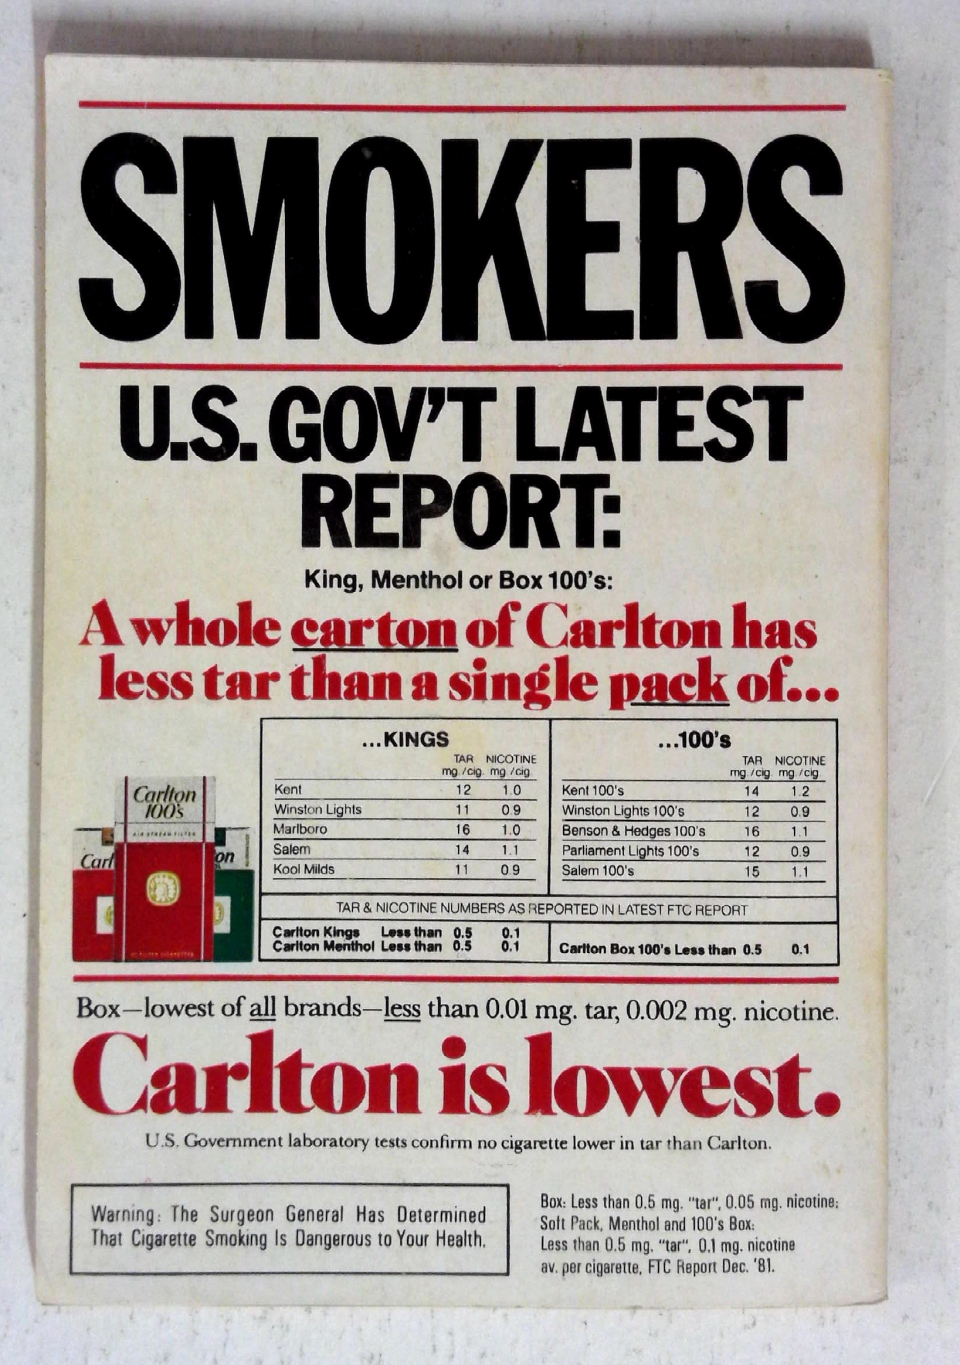 SMOKERS
U.S. GOV'T LATEST
REPORT:
King, Menthol or Box 100's:
A whole carton of Carlton has
less tar than a single pack of...
...KINGS
TAR NICOTINE
mg./cig. mg./cig.
Kent 12 1.0
Winston Lights 11 0.9
Marlboro 16 1.0
Salem 14 1.1
Kool Milds 11 0.9
...100's
TAR NICOTINE
mg./cig. mg./cig.
Kent 100's 14 1.2
Winston Lights 100's 12 0.9
Benson & Hedges 100's 16 1.1
Parliament Lights 100's 12 0.9
Salem 100's 15 1.1
TAR & NICOTINE NUMBERS AS REPORTED IN LATEST FTC REPORT
Carlton Kings Less than 0.5 0.1
Carlton Menthol Less than 0.5 0.1
Carlton Box 100's Less than 0.5 0.1
Carlton
100's
AIR STREAM FILTER
Carl
on
Box—lowest of all brands—less than 0.01 mg. tar, 0.002 mg. nicotine.
Carlton is lowest.
U.S. Government laboratory tests confirm no cigarette lower in tar than Carlton.
Warning: The Surgeon General Has Determined
That Cigarette Smoking Is Dangerous to Your Health.
Box: Less than 0.5 mg. "tar", 0.05 mg. nicotine;
Soft Pack, Menthol and 100's Box:
Less than 0.5 mg. "tar", 0.1 mg. nicotine
av. per cigarette, FTC Report Dec. '81.